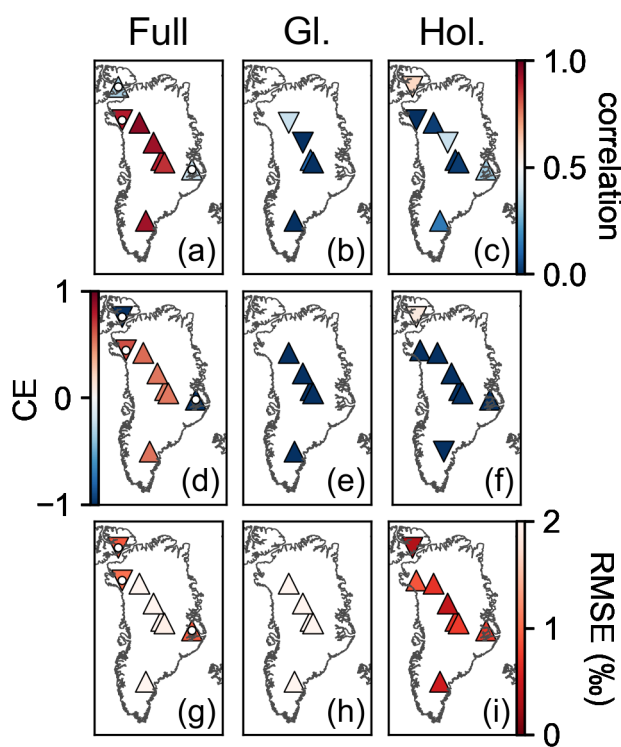 Full Gl. Hol.
(a) (b) (c)
1.0
0.5
0.0
correlation
1
0
−1
CE
(d) (e) (f)
(g) (h) (i)
2
1
0
RMSE (‰)